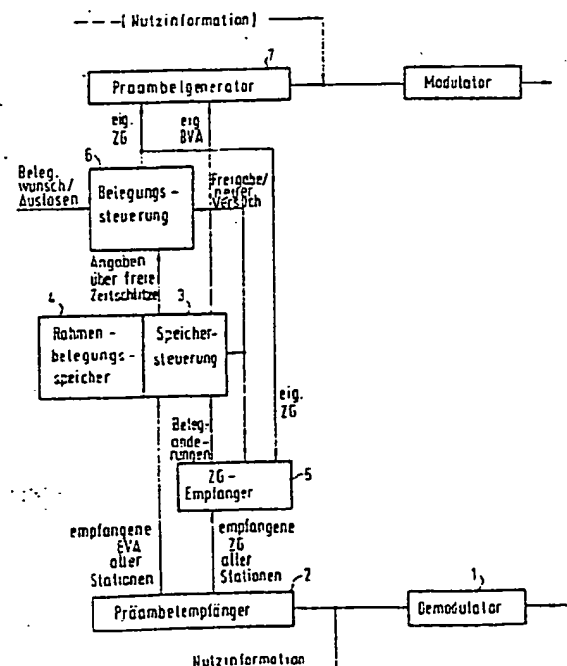 (Nutzinformation)
7
Präambelgenerator
Modulator
eig.
ZG
eig
BVA
6
Beleg.
wunsch/
Auslösen
Belegungs-
steuerung
Freigabe/
neuer
Versuch
Angaben
über freie
Zeitschlitze
4
3
Rahmen-
belegungs-
speicher
Speicher-
steuerung
eig.
ZG
Beleg-
änderungen
ZG-
Empfänger
5
empfangene
BVA
aller
Stationen
empfangene
ZG
aller
Stationen
2
1
Präambelempfänger
Demodulator
Nutzinformation